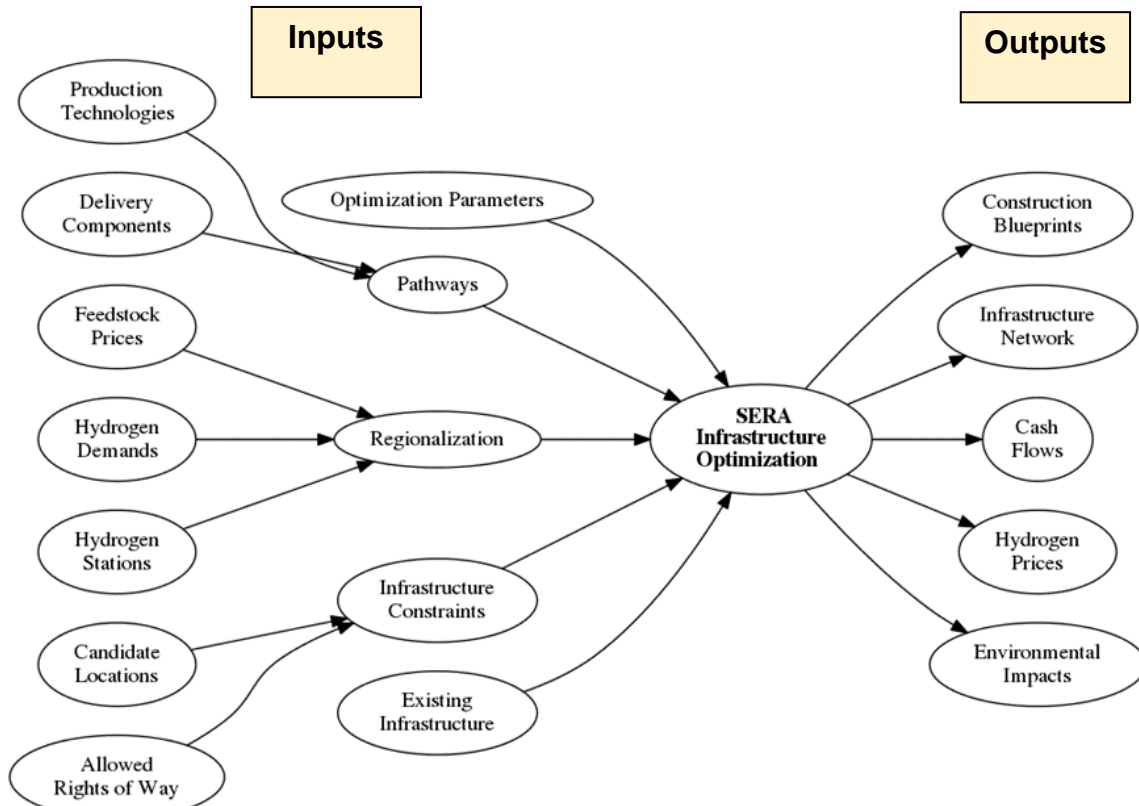 Inputs
Outputs
Production
Technologies
Delivery
Components
Feedstock
Prices
Hydrogen
Demands
Hydrogen
Stations
Candidate
Locations
Allowed
Rights of Way
Optimization Parameters
Pathways
Regionalization
Infrastructure
Constraints
Existing
Infrastructure
SERA
Infrastructure
Optimization
Construction
Blueprints
Infrastructure
Network
Cash
Flows
Hydrogen
Prices
Environmental
Impacts